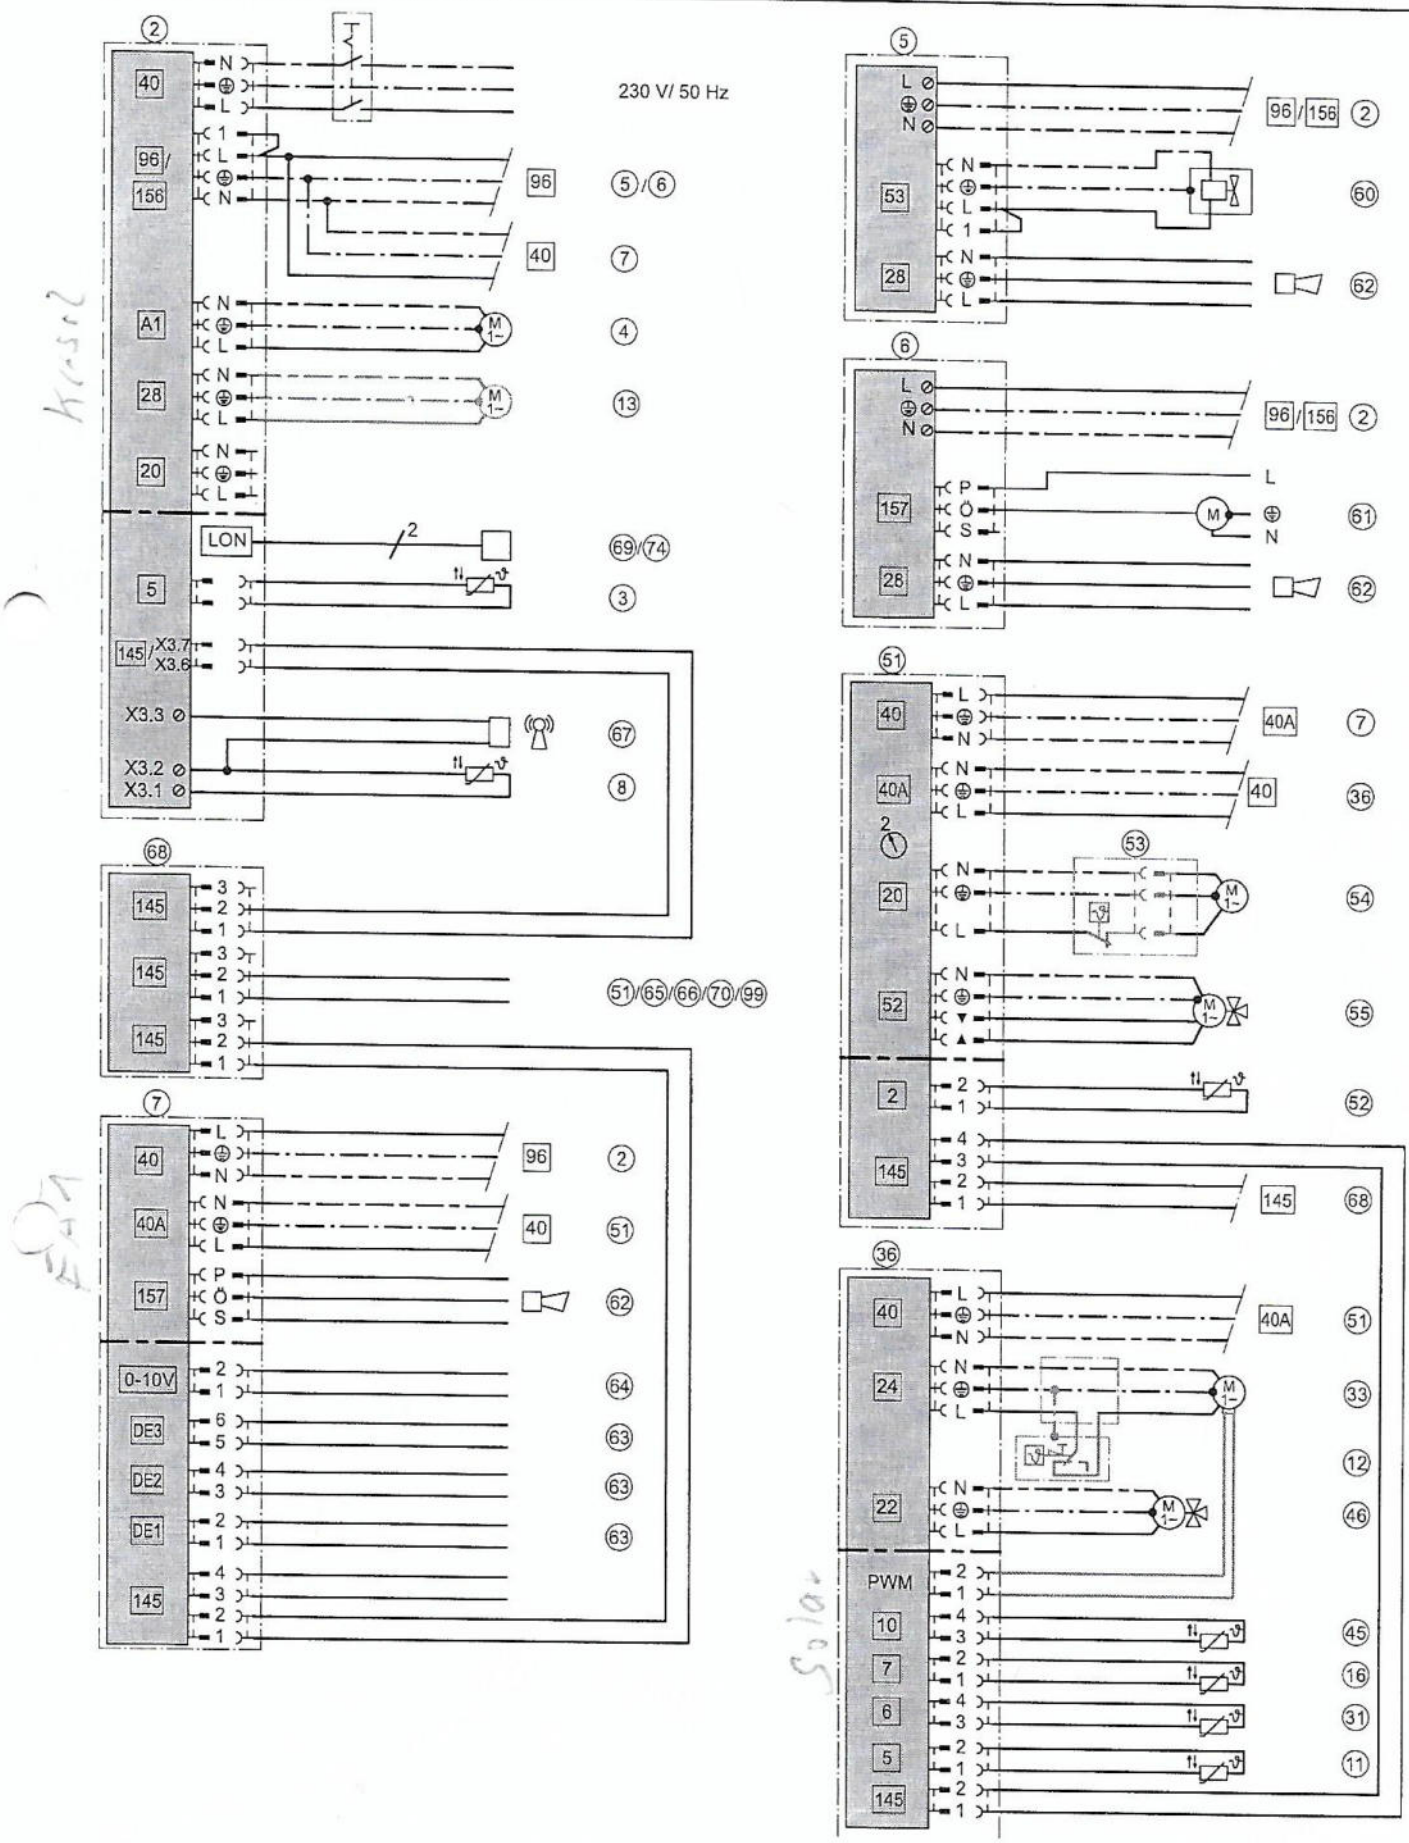 2
40
N
⏚
L
230 V/ 50 Hz
96/
156
1
L
⏚
N
96
5/6
40
7
A1
N
⏚
L
M
1~
4
28
N
⏚
L
M
1~
13
20
N
⏚
L
LON
2
69/74
5
ϑ
3
145/X3.7
X3.6
X3.3
67
X3.2
X3.1
ϑ
8
68
145
3
2
1
145
3
2
1
51/65/66/70/99
145
3
2
1
7
40
L
⏚
N
96
2
40A
N
⏚
L
40
51
157
P
Ö
S
62
0-10V
2
1
64
DE3
6
5
63
DE2
4
3
63
DE1
2
1
63
145
4
3
2
1
5
L
⏚
N
96/156
2
53
N
⏚
L
1
60
28
N
⏚
L
62
6
L
⏚
N
96/156
2
157
P
Ö
S
L
M
⏚
N
61
28
N
⏚
L
62
51
40
L
⏚
N
40A
7
40A
N
⏚
L
40
36
2
53
20
N
⏚
L
ϑ
M
1~
54
52
N
⏚
▼
▲
M
1~
55
2
2
1
ϑ
52
145
4
3
2
1
145
68
36
40
L
⏚
N
40A
51
24
N
⏚
L
M
1~
33
ϑ
12
22
N
⏚
L
M
1~
46
PWM
2
1
10
4
3
ϑ
45
7
2
1
ϑ
16
6
4
3
ϑ
31
5
2
1
ϑ
11
145
2
1
Solar